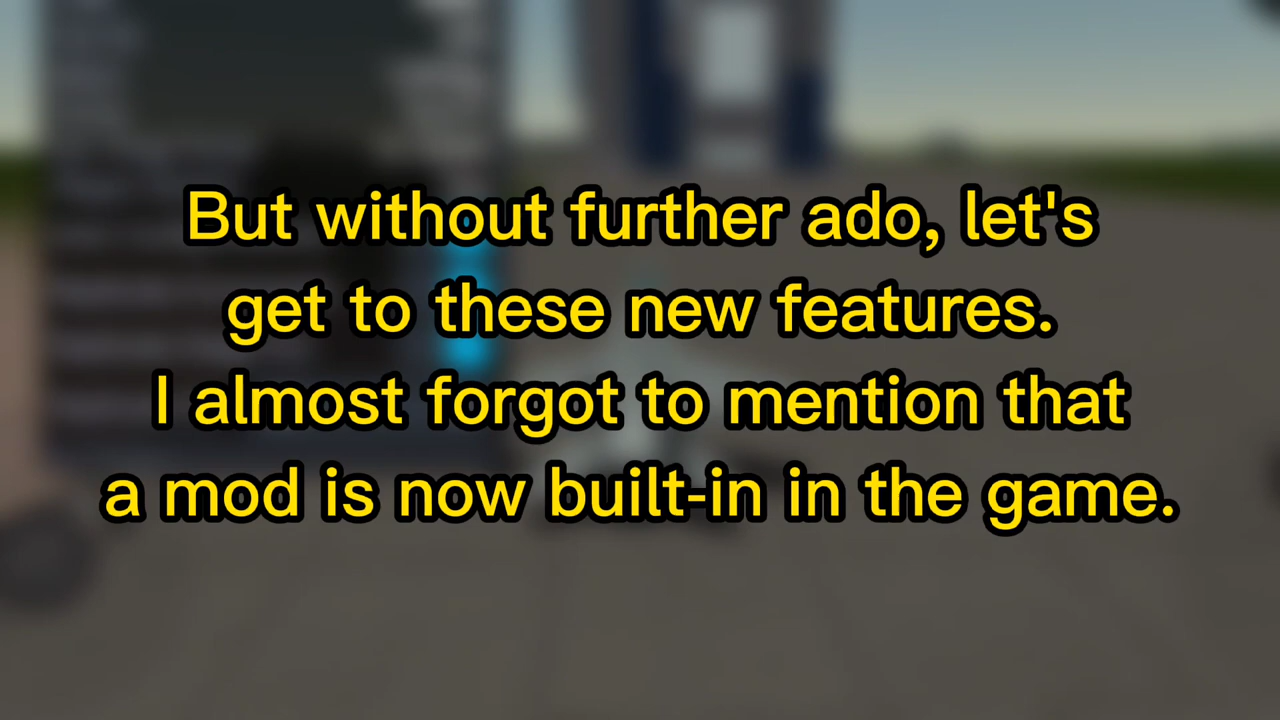 But without further ado, let's
get to these new features.
I almost forgot to mention that
a mod is now built-in in the game.